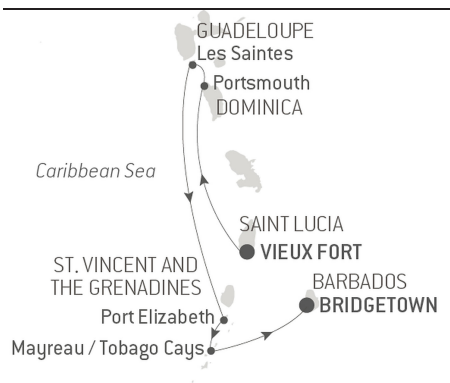 GUADELOUPE
Les Saintes
Portsmouth
DOMINICA
Caribbean Sea
SAINT LUCIA
VIEUX FORT
ST. VINCENT AND
THE GRENADINES
BARBADOS
BRIDGETOWN
Port Elizabeth
Mayreau / Tobago Cays